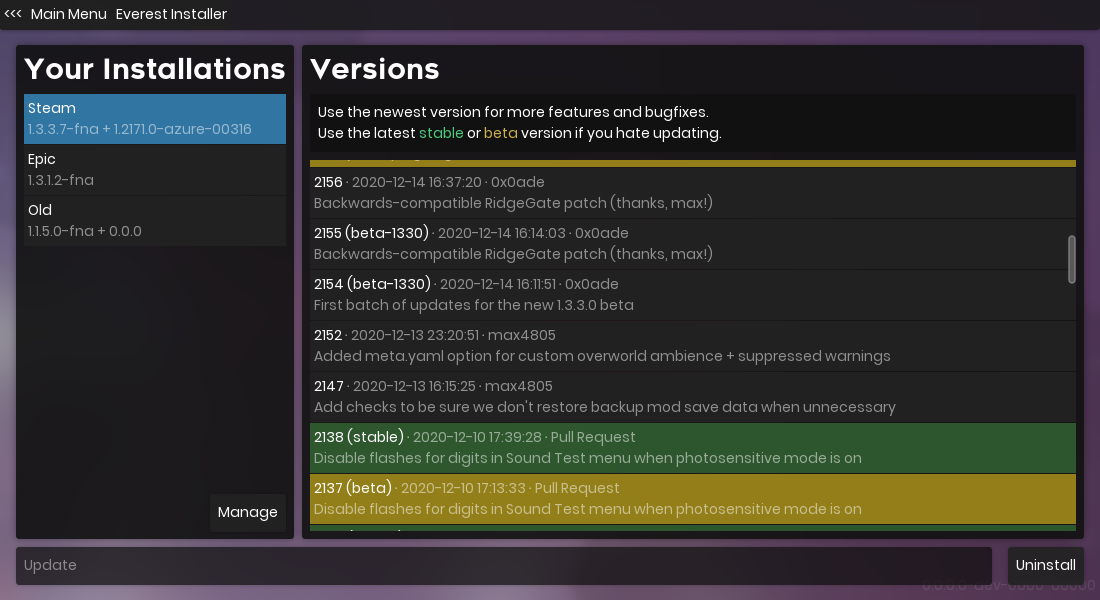 <<< Main Menu Everest Installer
Your Installations
Steam
1.3.3.7-fna + 1.2171.0-azure-00316
Epic
1.3.1.2-fna
Old
1.1.5.0-fna + 0.0.0
Manage
Versions
Use the newest version for more features and bugfixes.
Use the latest stable or beta version if you hate updating.
2156 · 2020-12-14 16:37:20 · 0x0ade
Backwards-compatible RidgeGate patch (thanks, max!)
2155 (beta-1330) · 2020-12-14 16:14:03 · 0x0ade
Backwards-compatible RidgeGate patch (thanks, max!)
2154 (beta-1330) · 2020-12-14 16:11:51 · 0x0ade
First batch of updates for the new 1.3.3.0 beta
2152 · 2020-12-13 23:20:51 · max4805
Added meta.yaml option for custom overworld ambience + suppressed warnings
2147 · 2020-12-13 16:15:25 · max4805
Add checks to be sure we don't restore backup mod save data when unnecessary
2138 (stable) · 2020-12-10 17:39:28 · Pull Request
Disable flashes for digits in Sound Test menu when photosensitive mode is on
2137 (beta) · 2020-12-10 17:13:33 · Pull Request
Disable flashes for digits in Sound Test menu when photosensitive mode is on
Update
Uninstall